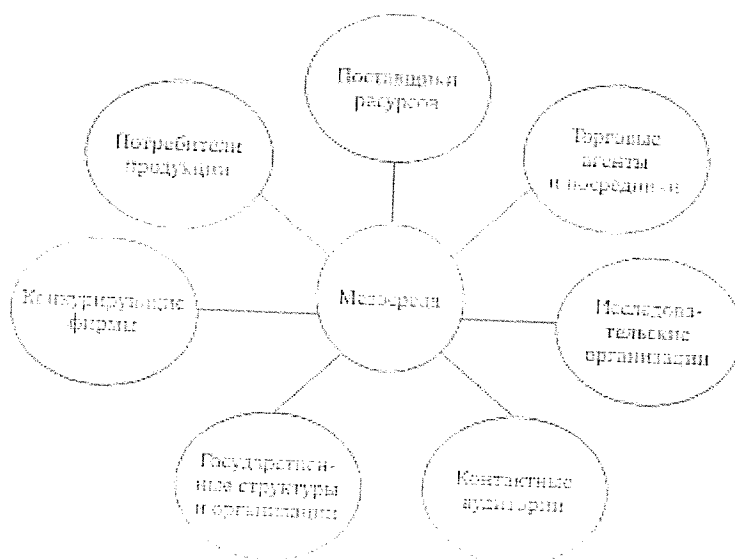 Поставщики
ресурсов
Потребители
продукции
Торговые
агенты
и посредники
Конкурирующие
фирмы
Мезосреда
Исследова-
тельские
организации
Государствен-
ные структуры
и организации
Контактные
аудитории